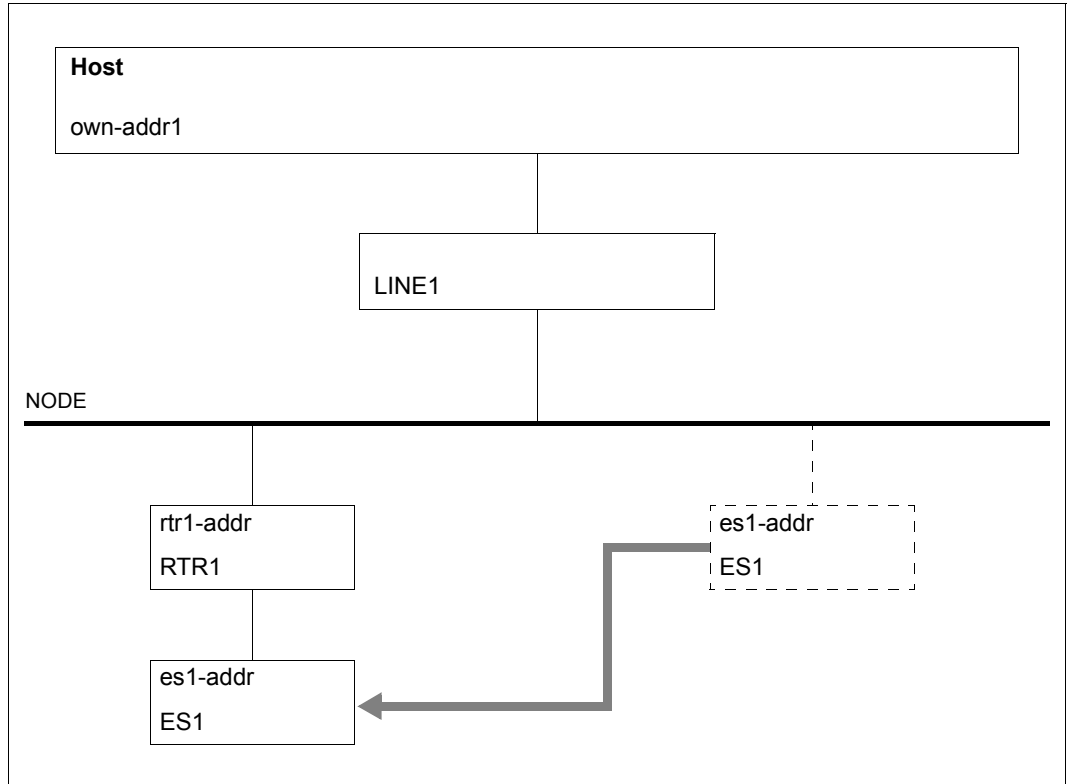 Host
own-addr1
LINE1
NODE
rtr1-addr
RTR1
es1-addr
ES1
es1-addr
ES1